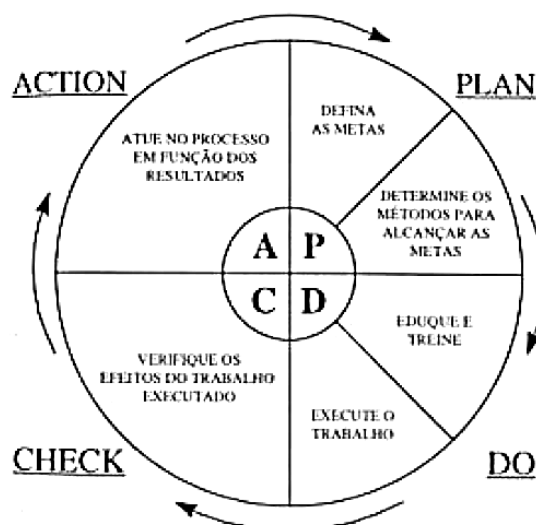 ACTION
PLAN
DEFINA
AS METAS
ATUE NO PROCESSO
EM FUNÇÃO DOS
RESULTADOS
DETERMINE OS
MÉTODOS PARA
ALCANÇAR AS
METAS
A P
C D
EDUQUE E
TREINE
VERIFIQUE OS
EFEITOS DO TRABALHO
EXECUTADO
EXECUTE O
TRABALHO
CHECK
DO